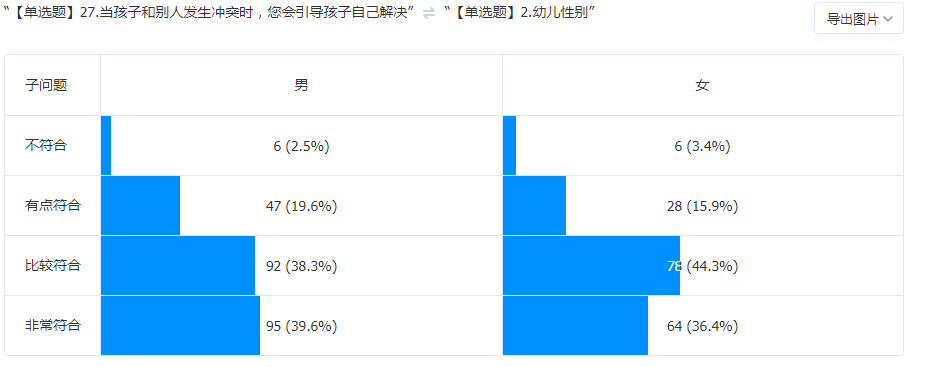 “【单选题】27.当孩子和别人发生冲突时，您会引导孩子自己解决” ⇌ “【单选题】2.幼儿性别”
导出图片
子问题 男 女
不符合 6 (2.5%) 6 (3.4%)
有点符合 47 (19.6%) 28 (15.9%)
比较符合 92 (38.3%) 78 (44.3%)
非常符合 95 (39.6%) 64 (36.4%)